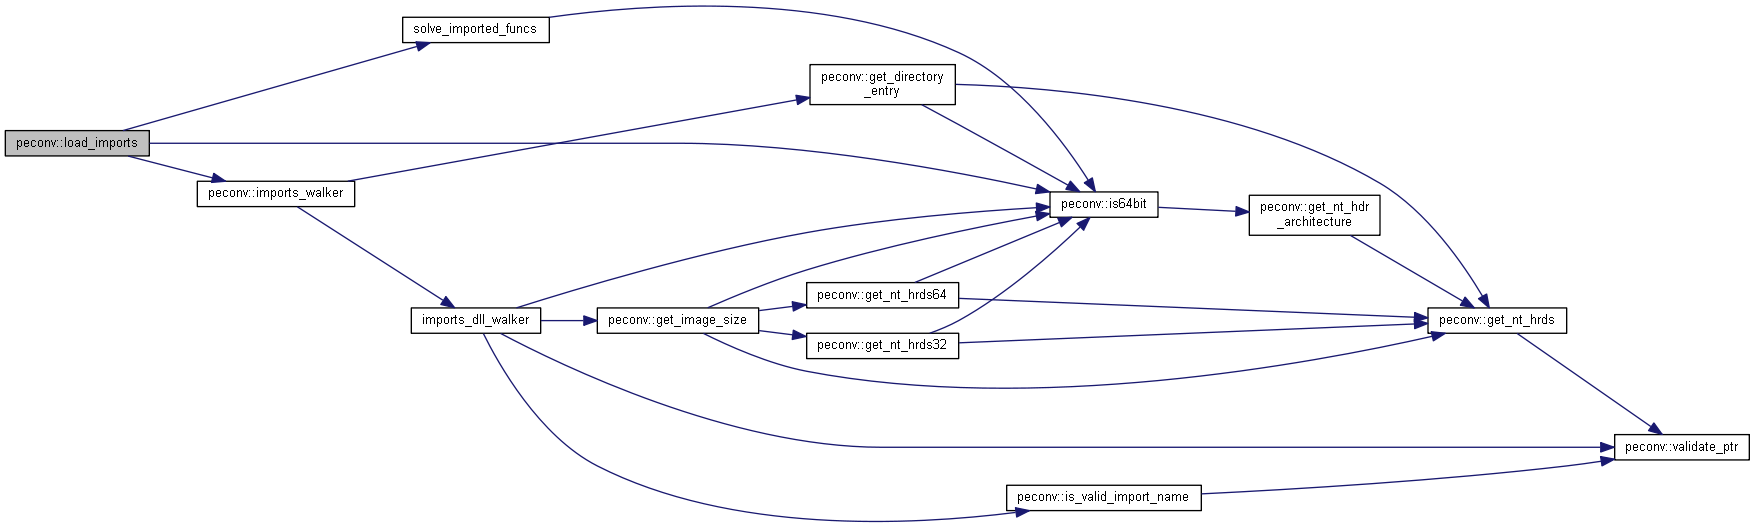 solve_imported_funcs
peconv::get_directory
_entry
peconv::load_imports
peconv::imports_walker
peconv::is64bit
peconv::get_nt_hdr
_architecture
imports_dll_walker
peconv::get_image_size
peconv::get_nt_hrds64
peconv::get_nt_hrds32
peconv::get_nt_hrds
peconv::validate_ptr
peconv::is_valid_import_name